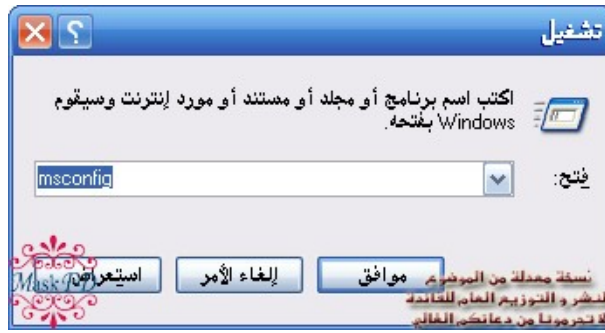 تشغيل
اكتب اسم برنامج أو مجلد أو مستند أو مورد إنترنت وسيقوم
Windows بفتحه.
فتح:
msconfig
موافق
إلغاء الأمر
استعراض
نسخة معدلة من الموضوع
لنشر و التوزيع العام للفائدة
لا تحرمونا من دعائكم الغالي